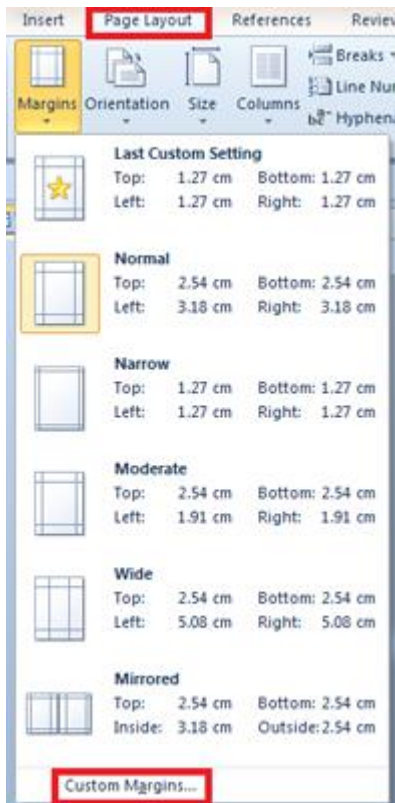 Insert Page Layout References Review
Breaks
Line Nu
Margins Orientation Size Columns
Hyphen
Last Custom Setting
Top: 1.27 cm Bottom: 1.27 cm
Left: 1.27 cm Right: 1.27 cm
Normal
Top: 2.54 cm Bottom: 2.54 cm
Left: 3.18 cm Right: 3.18 cm
Narrow
Top: 1.27 cm Bottom: 1.27 cm
Left: 1.27 cm Right: 1.27 cm
Moderate
Top: 2.54 cm Bottom: 2.54 cm
Left: 1.91 cm Right: 1.91 cm
Wide
Top: 2.54 cm Bottom: 2.54 cm
Left: 5.08 cm Right: 5.08 cm
Mirrored
Top: 2.54 cm Bottom: 2.54 cm
Inside: 3.18 cm Outside: 2.54 cm
Custom Margins...